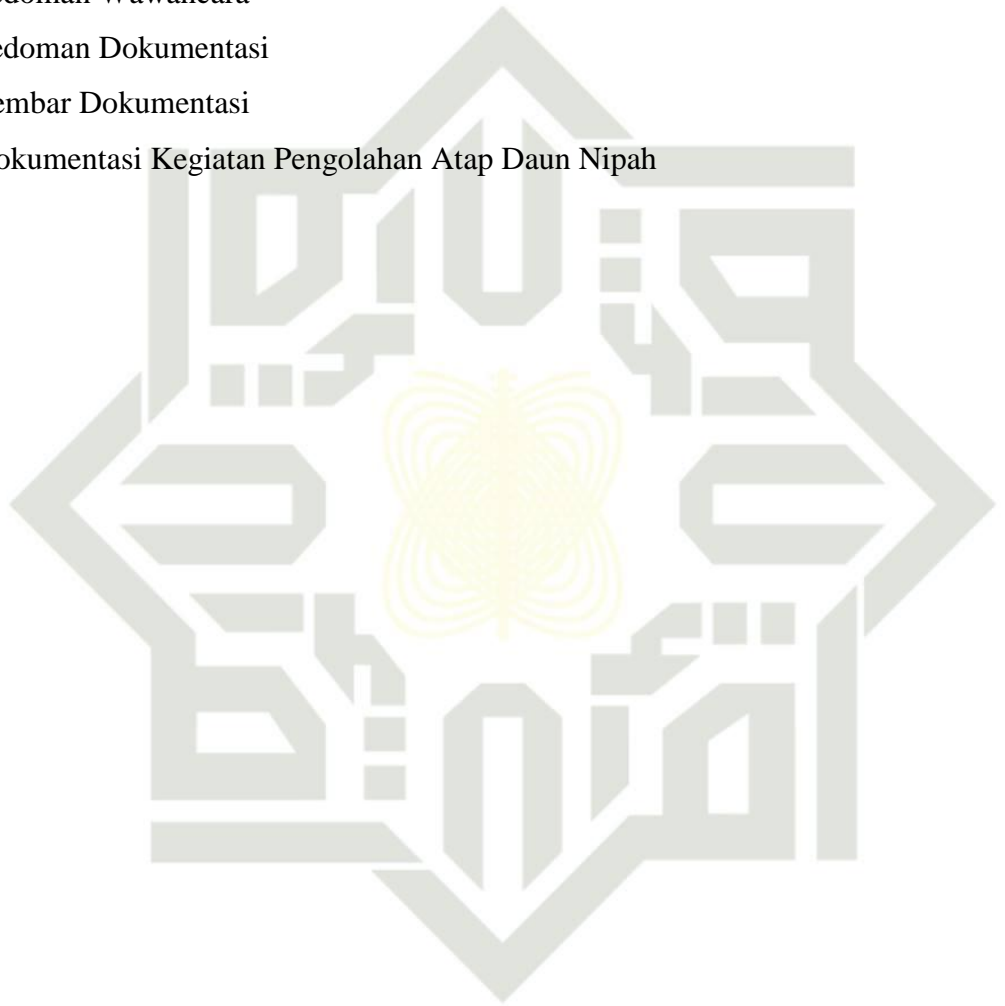 edoman Wawancara
edoman Dokumentasi
embar Dokumentasi
okumentasi Kegiatan Pengolahan Atap Daun Nipah